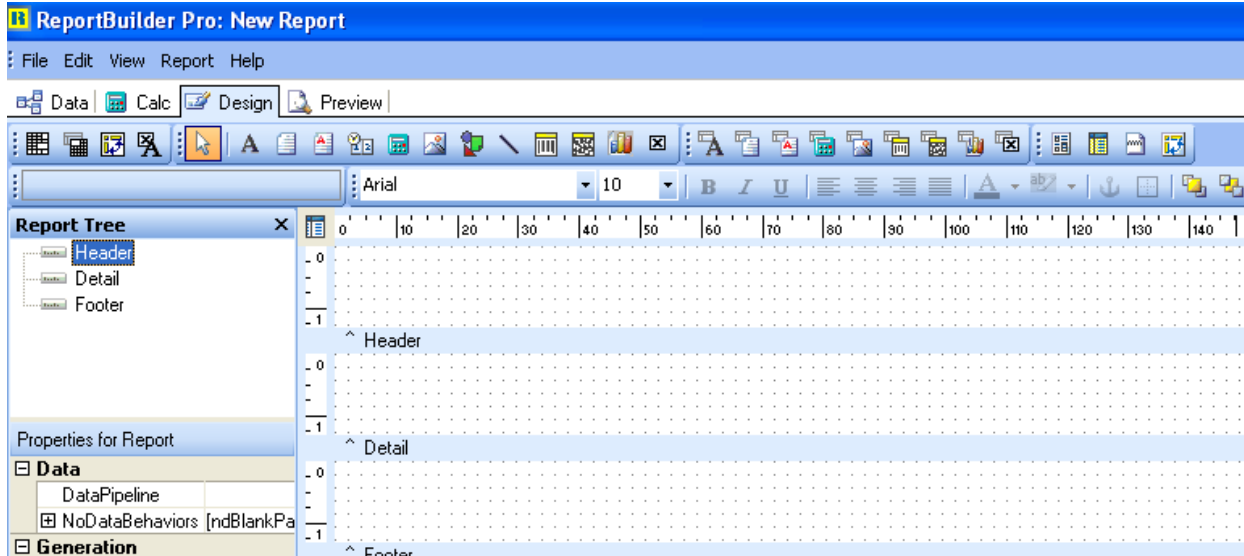 ReportBuilder Pro: New Report
File Edit View Report Help
Data Calc Design Preview
Arial 10 B I U A ab
Report Tree
0 10 20 30 40 50 60 70 80 90 100 110 120 130 140
Header
Detail
Footer
0
1
^ Header
0
1
^ Detail
0
1
^ Footer
Properties for Report
Data
DataPipeline
NoDataBehaviors [ndBlankPa
Generation